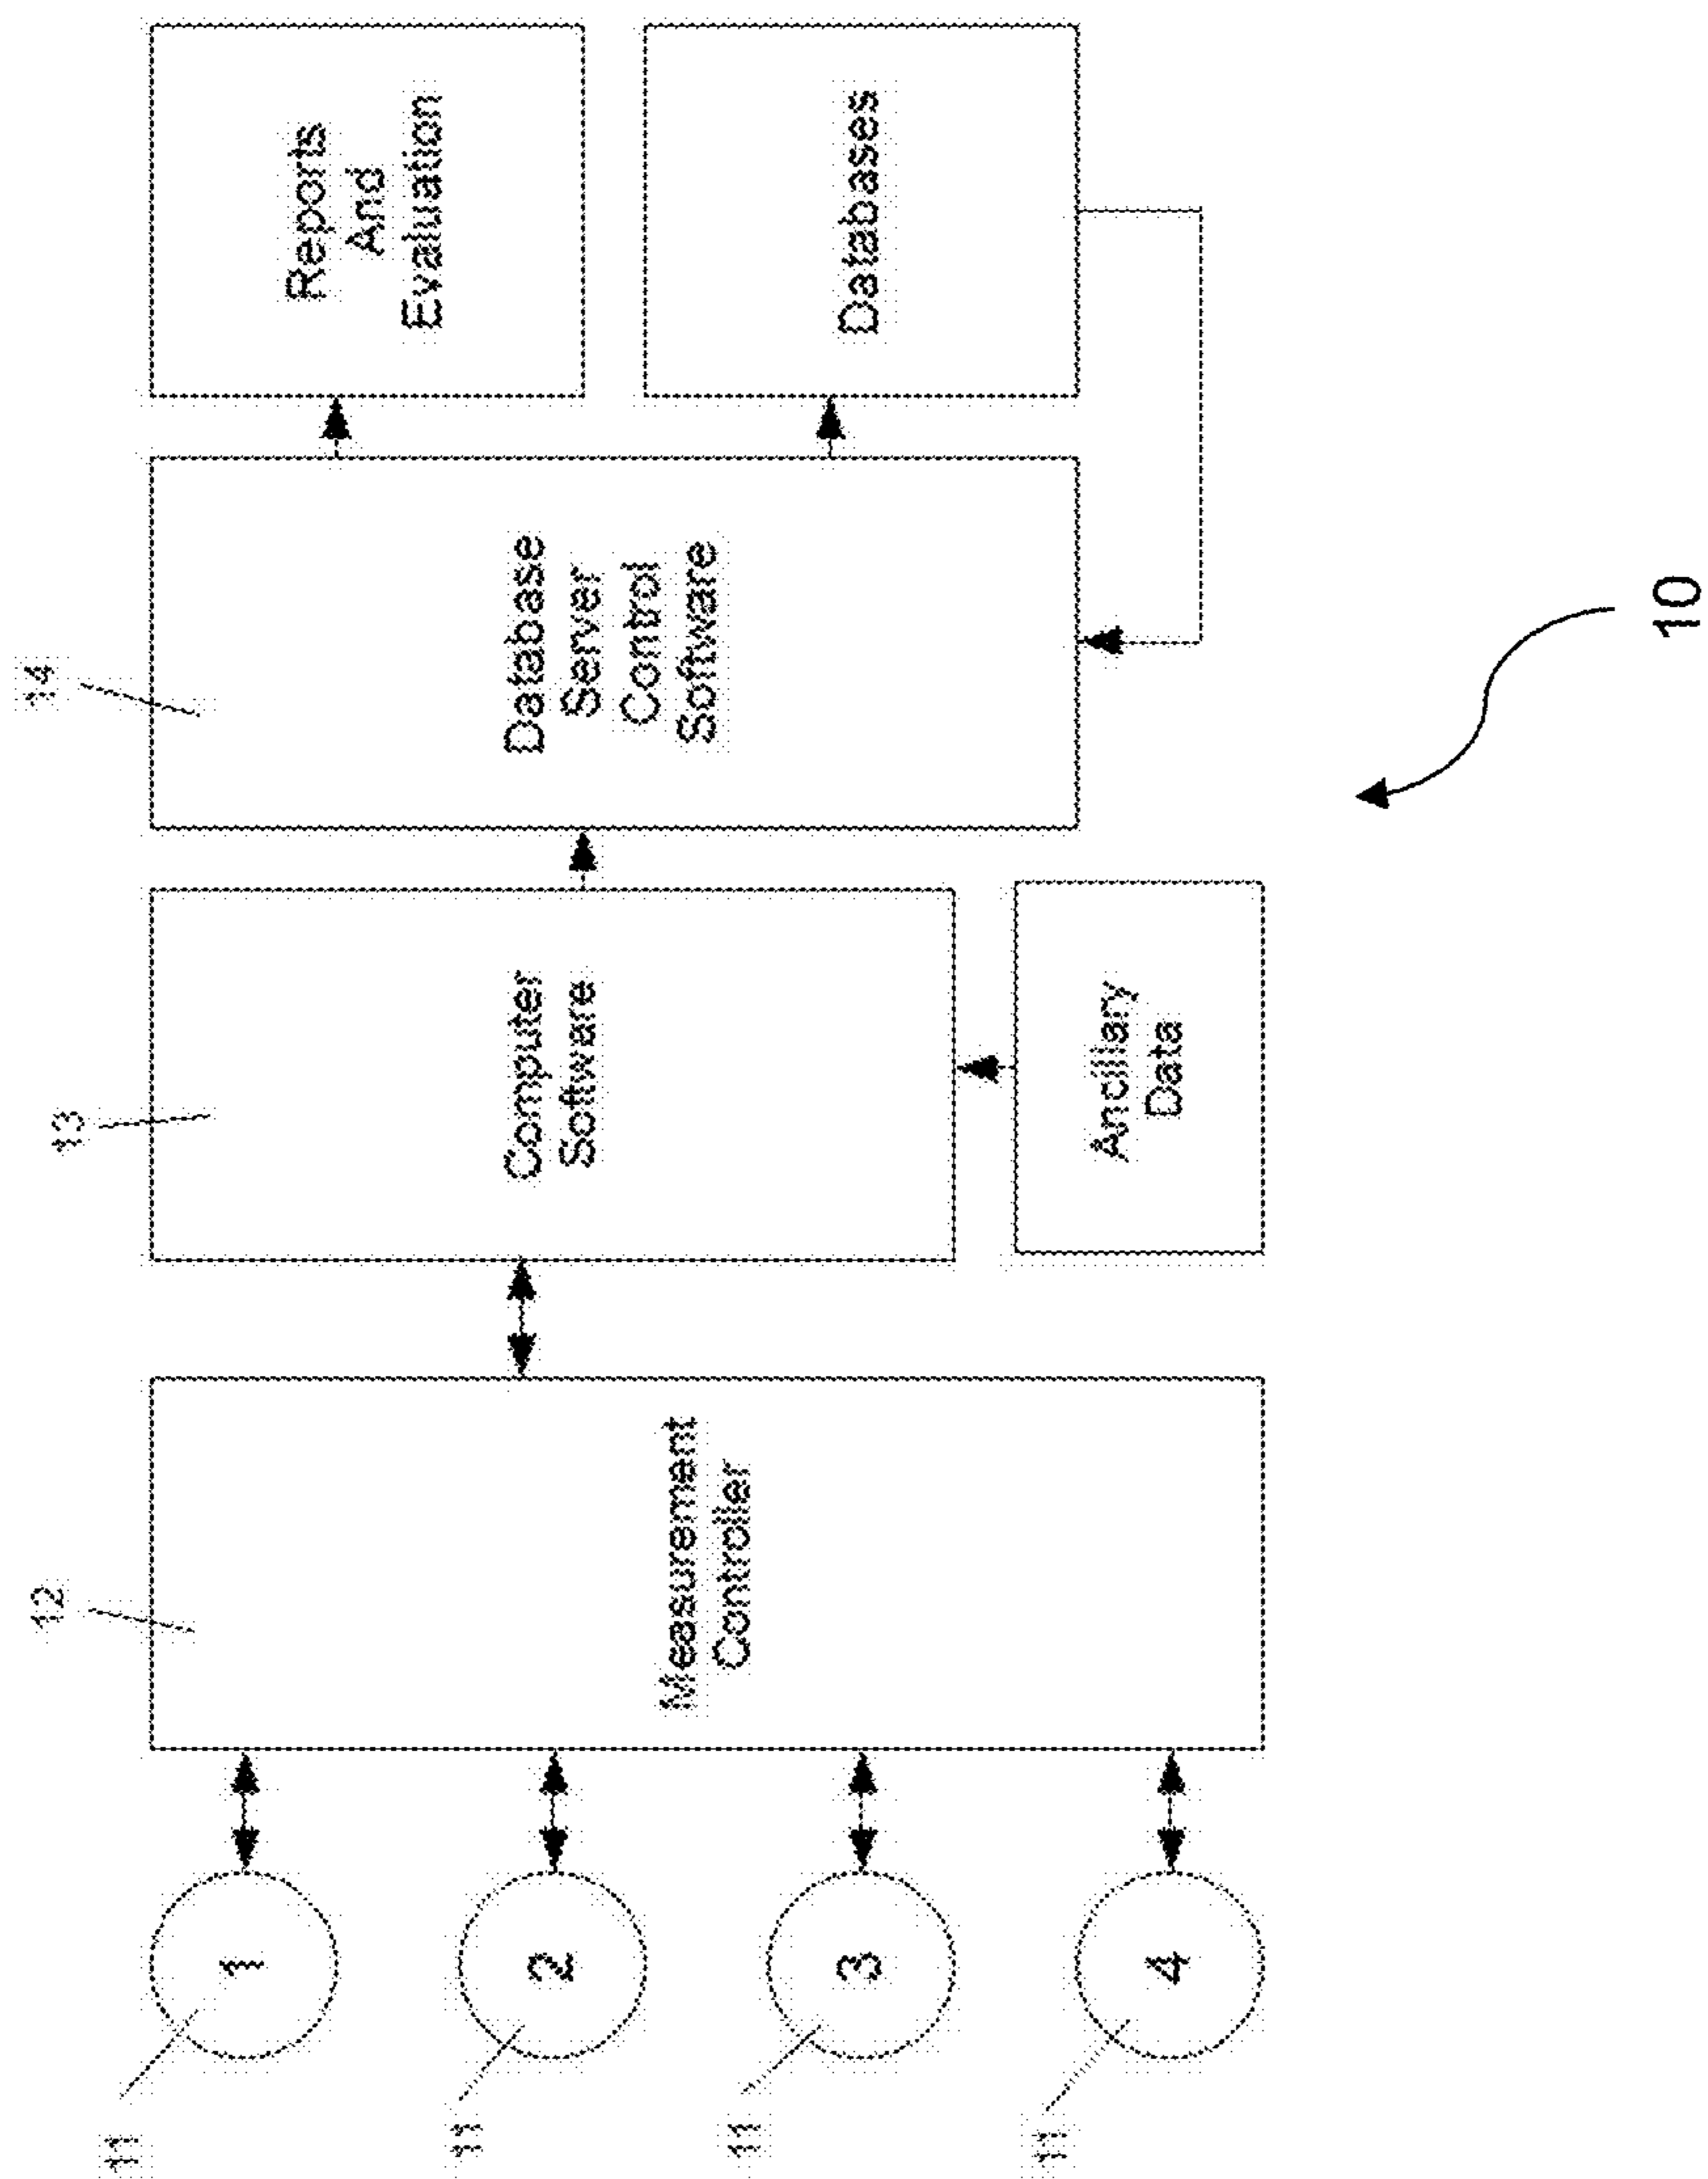 11
1
11
2
11
3
11
4
12
Measurement
Controller
13
Computer
Software
Ancillary
Data
14
Database
Server
Control
Software
Reports
And
Evaluation
Databases
10